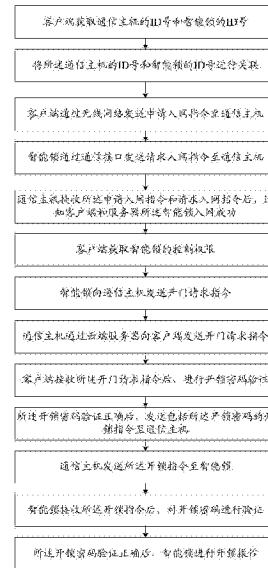 客户端获取通信主机的ID号和智能锁的ID号
将所述通信主机的ID号和智能锁的ID号进行关联
客户端通过无线网络发送申请入网指令至通信主机
智能锁通过通信接口发送请求入网指令至通信主机
通信主机接收所述申请入网指令和请求入网指令后，
知客户端和服务器所述智能锁入网成功
客户端获取智能锁的控制权限
智能锁向通信主机发送开门请求指令
通信主机通过云端服务器向客户端发送开门请求指令
客户端接收所述开门请求指令后、进行开锁密码验证
所述开锁密码验证正确后、发送包括所述开锁密码的开
锁指令至通信主机
通信主机发送所述开锁指令至智能锁
智能锁接收所述开锁指令后、对开锁密码进行验证
所述开锁密码验证正确后、智能锁进行开锁操作